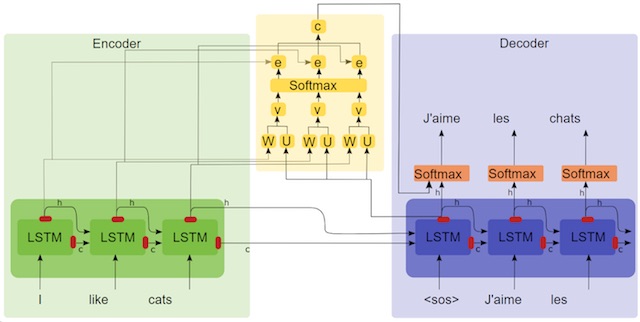 c
Encoder
Decoder
e e e
Softmax
v v v
J'aime les chats
W U W U W U
Softmax Softmax Softmax
h h h
h h h h h h
LSTM LSTM LSTM LSTM LSTM LSTM
c c c c c
I like cats <sos> J'aime les